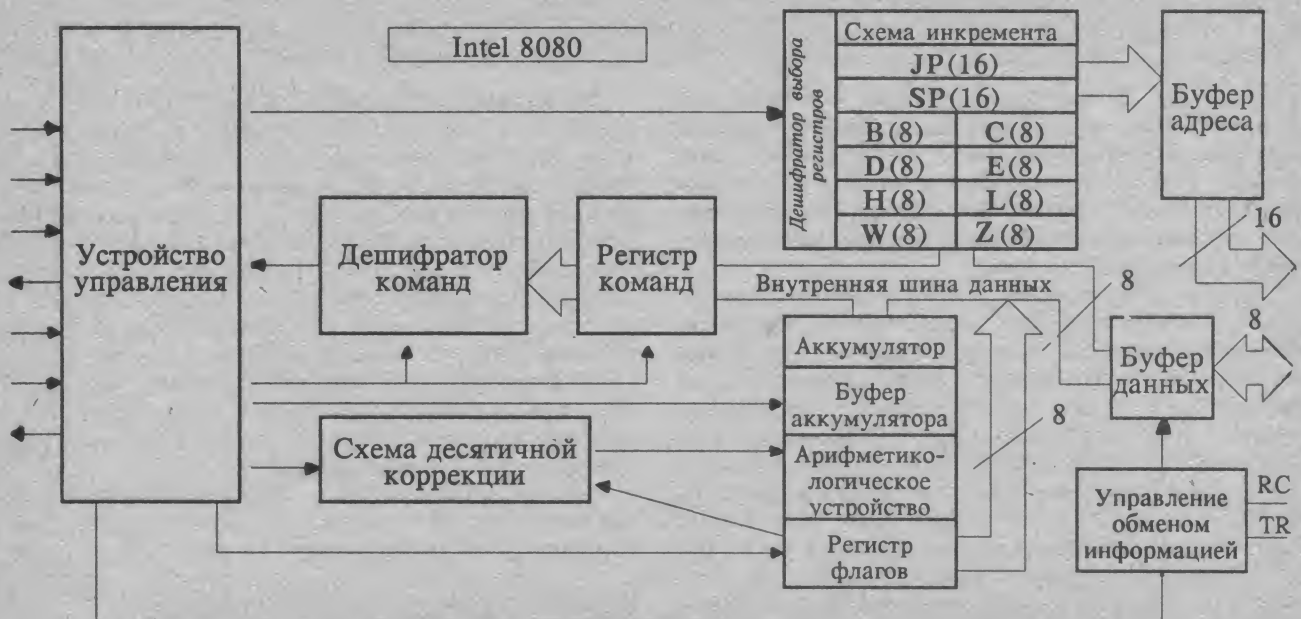 Intel 8080
Дешифратор выбора
регистров
Схема инкремента
JP(16)
SP(16)
B(8) C(8)
D(8) E(8)
H(8) L(8)
W(8) Z(8)
Буфер
адреса
16
Устройство
управления
Дешифратор
команд
Регистр
команд
Внутренняя шина данных
8
8
Аккумулятор
Буфер
аккумулятора
Арифметико-
логическое
устройство
Регистр
флагов
8
Буфер
данных
Схема десятичной
коррекции
Управление
обменом
информацией
RC
TR